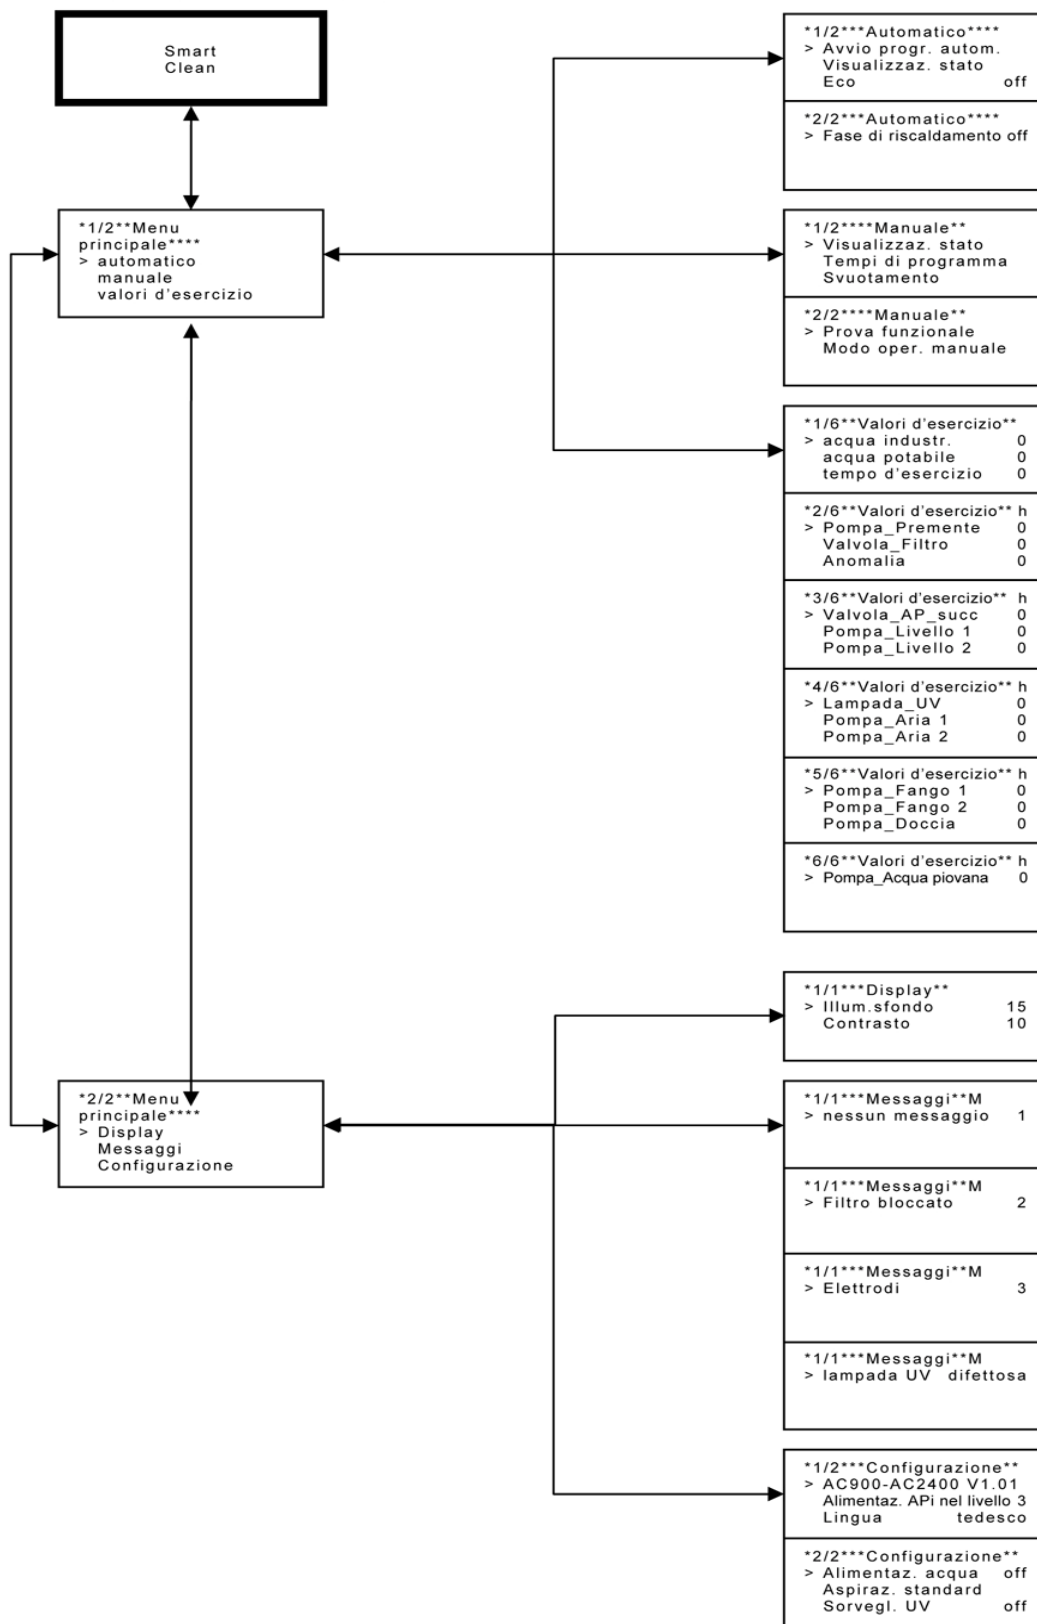 Smart
Clean
*1/2**Menu
principale****
> automatico
manuale
valori d'esercizio
*2/2**Menu
principale****
> Display
Messaggi
Configurazione
*1/2***Automatico****
> Avvio progr. autom.
Visualizzaz. stato
Eco off
*2/2***Automatico****
> Fase di riscaldamento off
*1/2****Manuale**
> Visualizzaz. stato
Tempi di programma
Svuotamento
*2/2****Manuale**
> Prova funzionale
Modo oper. manuale
*1/6**Valori d'esercizio**
> acqua industr. 0
acqua potabile 0
tempo d'esercizio 0
*2/6**Valori d'esercizio** h
> Pompa_Premente 0
Valvola_Filtro 0
Anomalia 0
*3/6**Valori d'esercizio** h
> Valvola_AP_succ 0
Pompa_Livello 1 0
Pompa_Livello 2 0
*4/6**Valori d'esercizio** h
> Lampada_UV 0
Pompa_Aria 1 0
Pompa_Aria 2 0
*5/6**Valori d'esercizio** h
> Pompa_Fango 1 0
Pompa_Fango 2 0
Pompa_Doccia 0
*6/6**Valori d'esercizio** h
> Pompa_Acqua piovana 0
*1/1***Display**
> Illum.sfondo 15
Contrasto 10
*1/1***Messaggi**M
> nessun messaggio 1
*1/1***Messaggi**M
> Filtro bloccato 2
*1/1***Messaggi**M
> Elettrodi 3
*1/1***Messaggi**M
> lampada UV difettosa
*1/2***Configurazione**
> AC900-AC2400 V1.01
Alimentaz. APi nel livello 3
Lingua tedesco
*2/2***Configurazione**
> Alimentaz. acqua off
Aspiraz. standard
Sorvegl. UV off